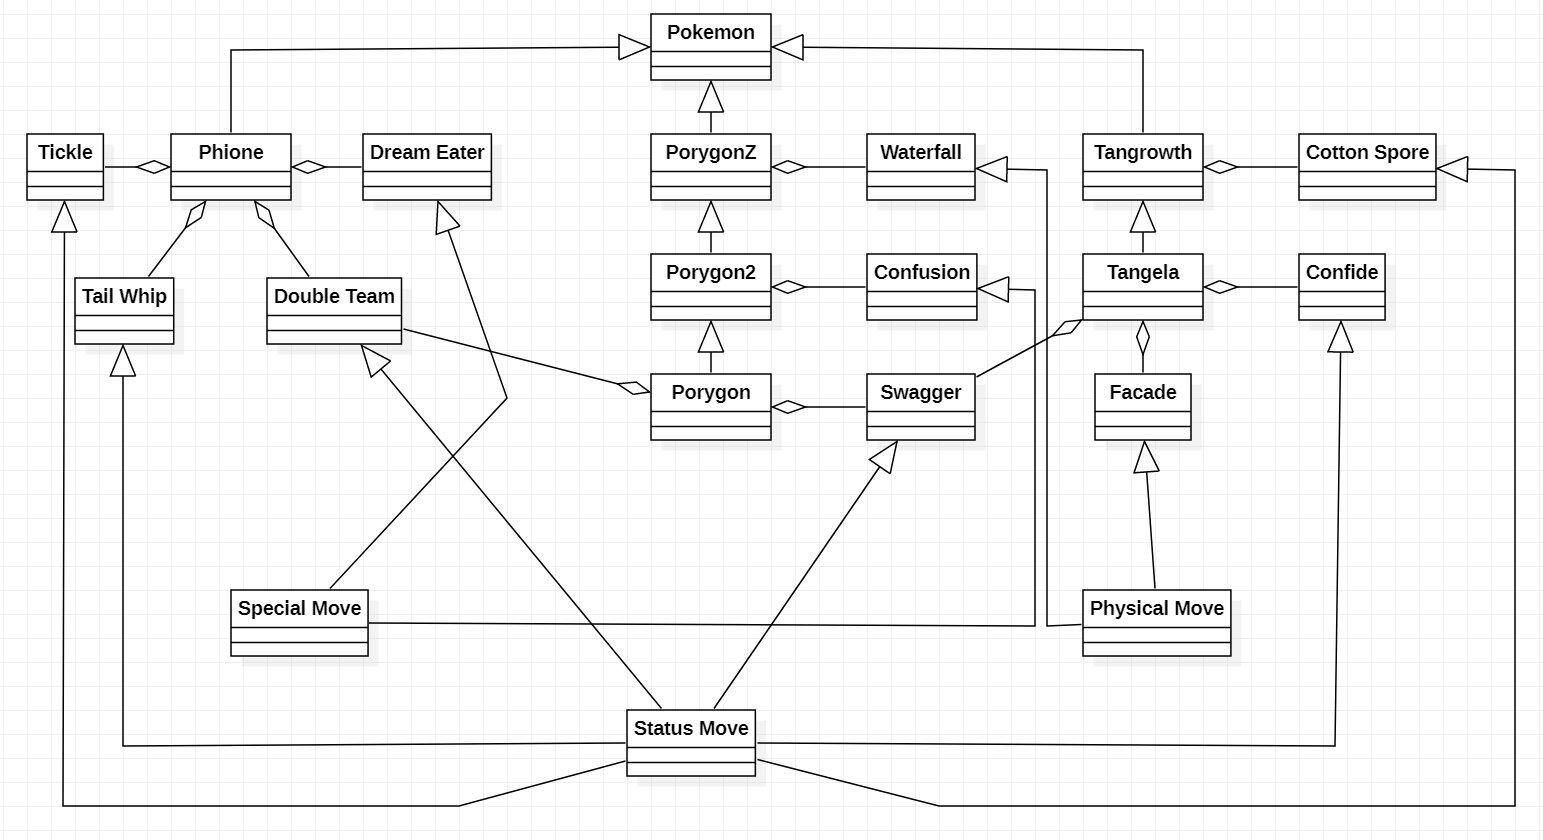 Pokemon
Tickle
Phione
Dream Eater
PorygonZ
Waterfall
Tangrowth
Cotton Spore
Tail Whip
Double Team
Porygon2
Confusion
Tangela
Confide
Porygon
Swagger
Facade
Special Move
Physical Move
Status Move